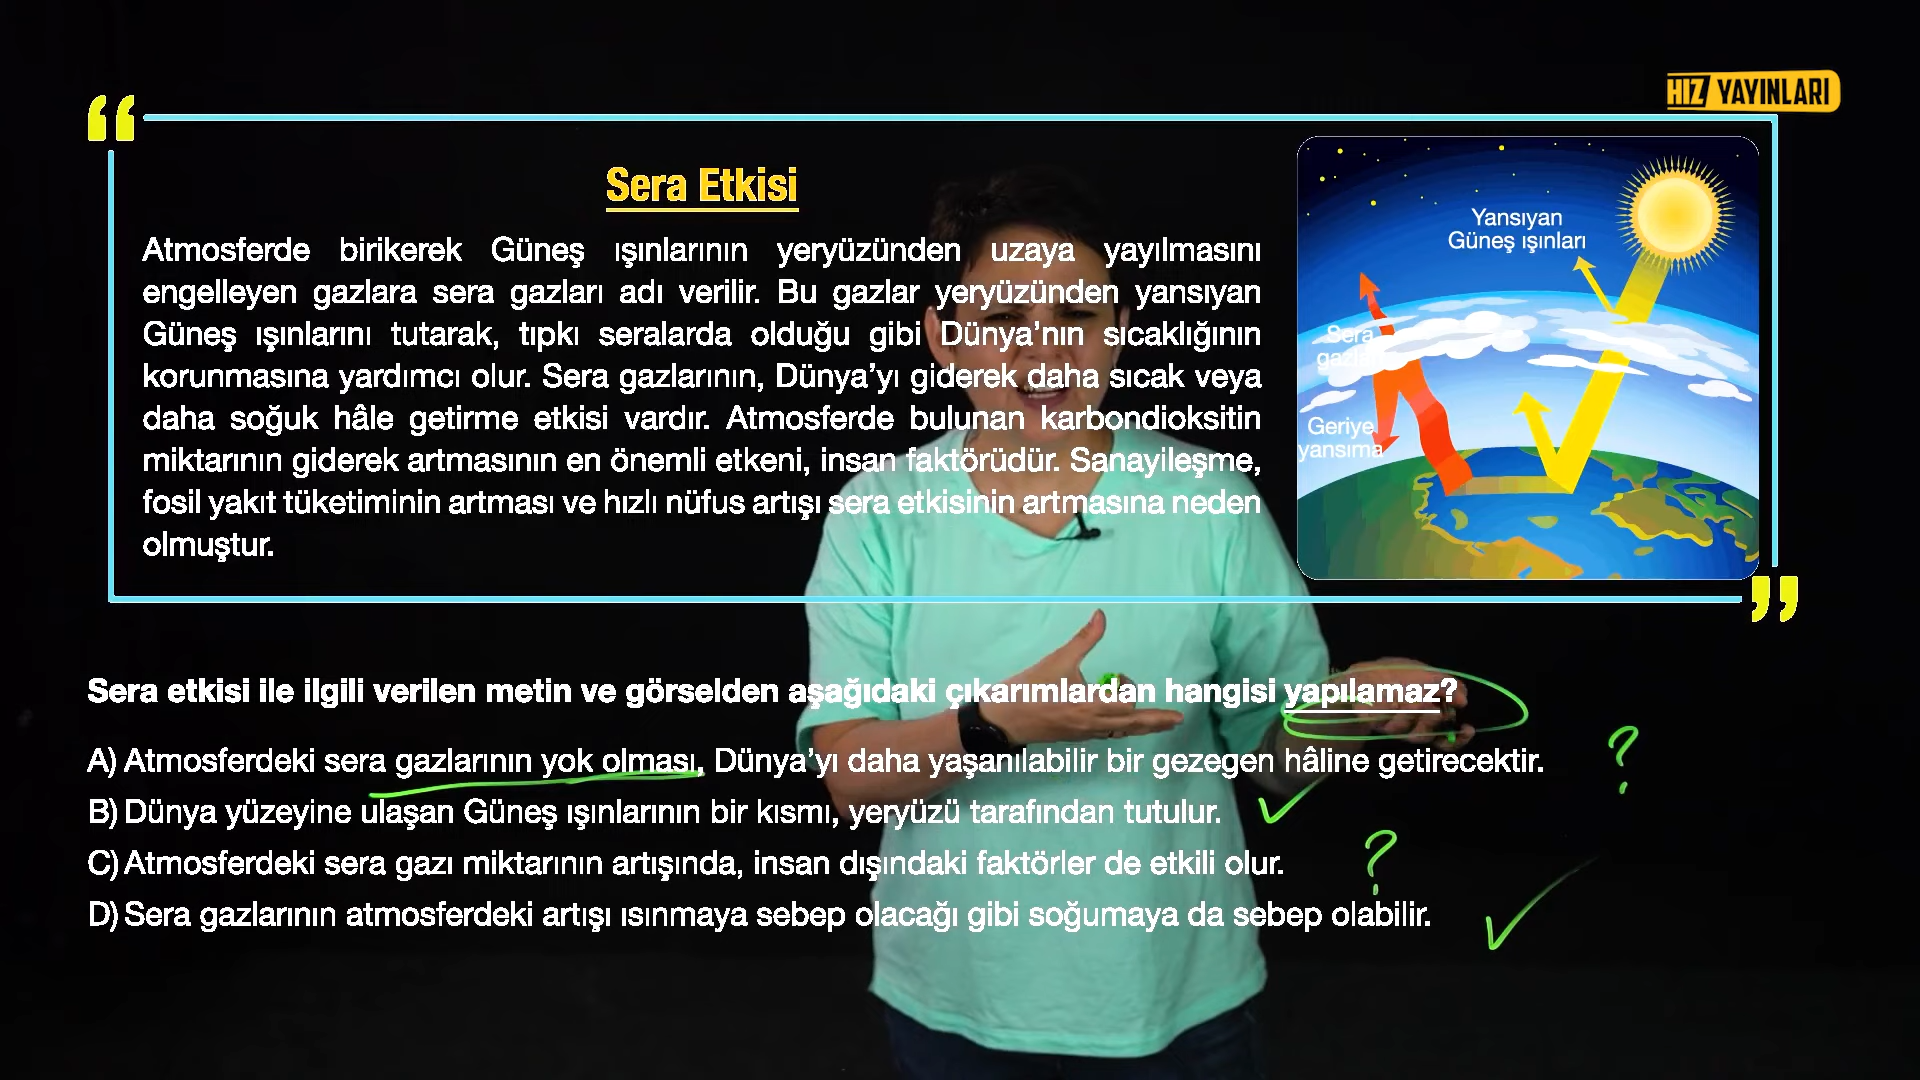 HIZ YAYINLARI
Sera Etkisi
Atmosferde birikerek Güneş ışınlarının yeryüzünden uzaya yayılmasını
engelleyen gazlara sera gazları adı verilir. Bu gazlar yeryüzünden yansıyan
Güneş ışınlarını tutarak, tıpkı seralarda olduğu gibi Dünya’nın sıcaklığının
korunmasına yardımcı olur. Sera gazlarının, Dünya’yı giderek daha sıcak veya
daha soğuk hâle getirme etkisi vardır. Atmosferde bulunan karbondioksitin
miktarının giderek artmasının en önemli etkeni, insan faktörüdür. Sanayileşme,
fosil yakıt tüketiminin artması ve hızlı nüfus artışı sera etkisinin artmasına neden
olmuştur.
Yansıyan
Güneş ışınları
Sera
gazları
Geriye
yansıma
Sera etkisi ile ilgili verilen metin ve görselden aşağıdaki çıkarımlardan hangisi yapılamaz?
A) Atmosferdeki sera gazlarının yok olması, Dünya’yı daha yaşanılabilir bir gezegen hâline getirecektir. ?
B) Dünya yüzeyine ulaşan Güneş ışınlarının bir kısmı, yeryüzü tarafından tutulur.
C) Atmosferdeki sera gazı miktarının artışında, insan dışındaki faktörler de etkili olur. ?
D) Sera gazlarının atmosferdeki artışı ısınmaya sebep olacağı gibi soğumaya da sebep olabilir.